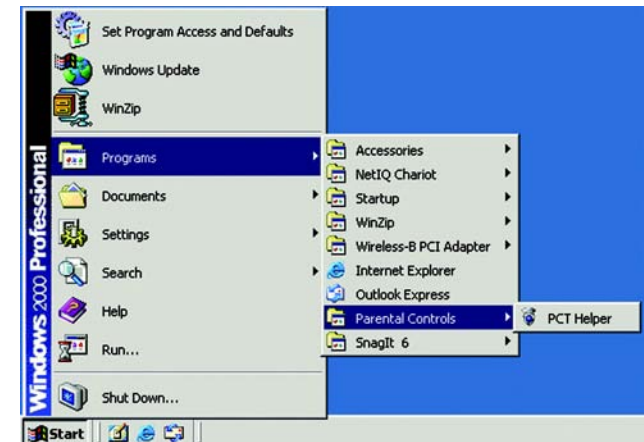 Set Program Access and Defaults
Windows Update
WinZip
Programs
Documents
Settings
Search
Help
Run...
Shut Down...
Windows 2000 Professional
Accessories
NetIQ Chariot
Startup
WinZip
Wireless-B PCI Adapter
Internet Explorer
Outlook Express
Parental Controls
SnagIt 6
PCT Helper
Start